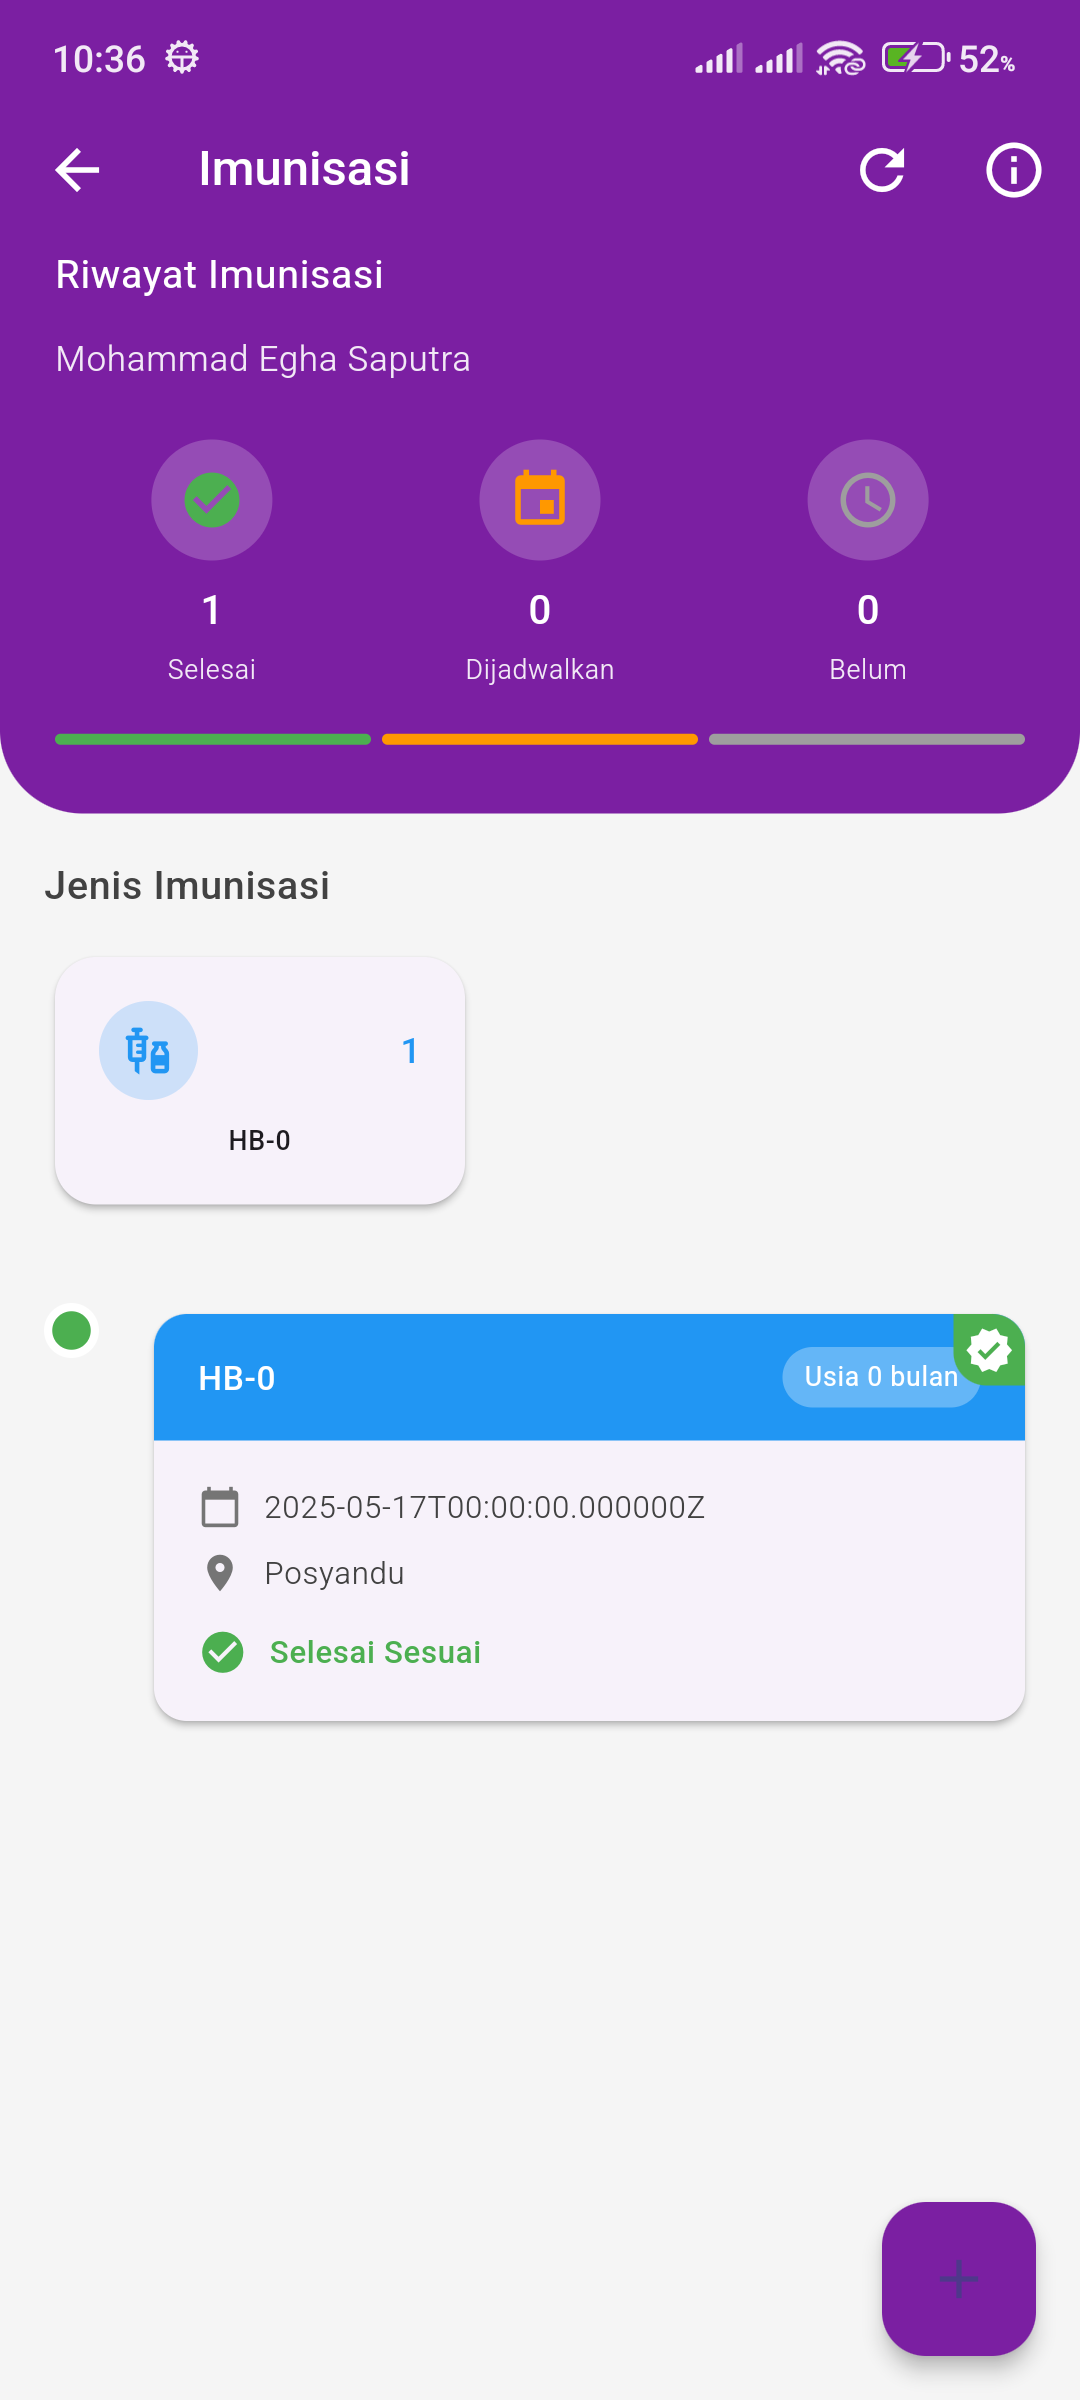 10:36 52%
Imunisasi
Riwayat Imunisasi
Mohammad Egha Saputra
1 0 0
Selesai Dijadwalkan Belum
Jenis Imunisasi
1
HB-0
HB-0 Usia 0 bulan
2025-05-17T00:00:00.000000Z
Posyandu
Selesai Sesuai